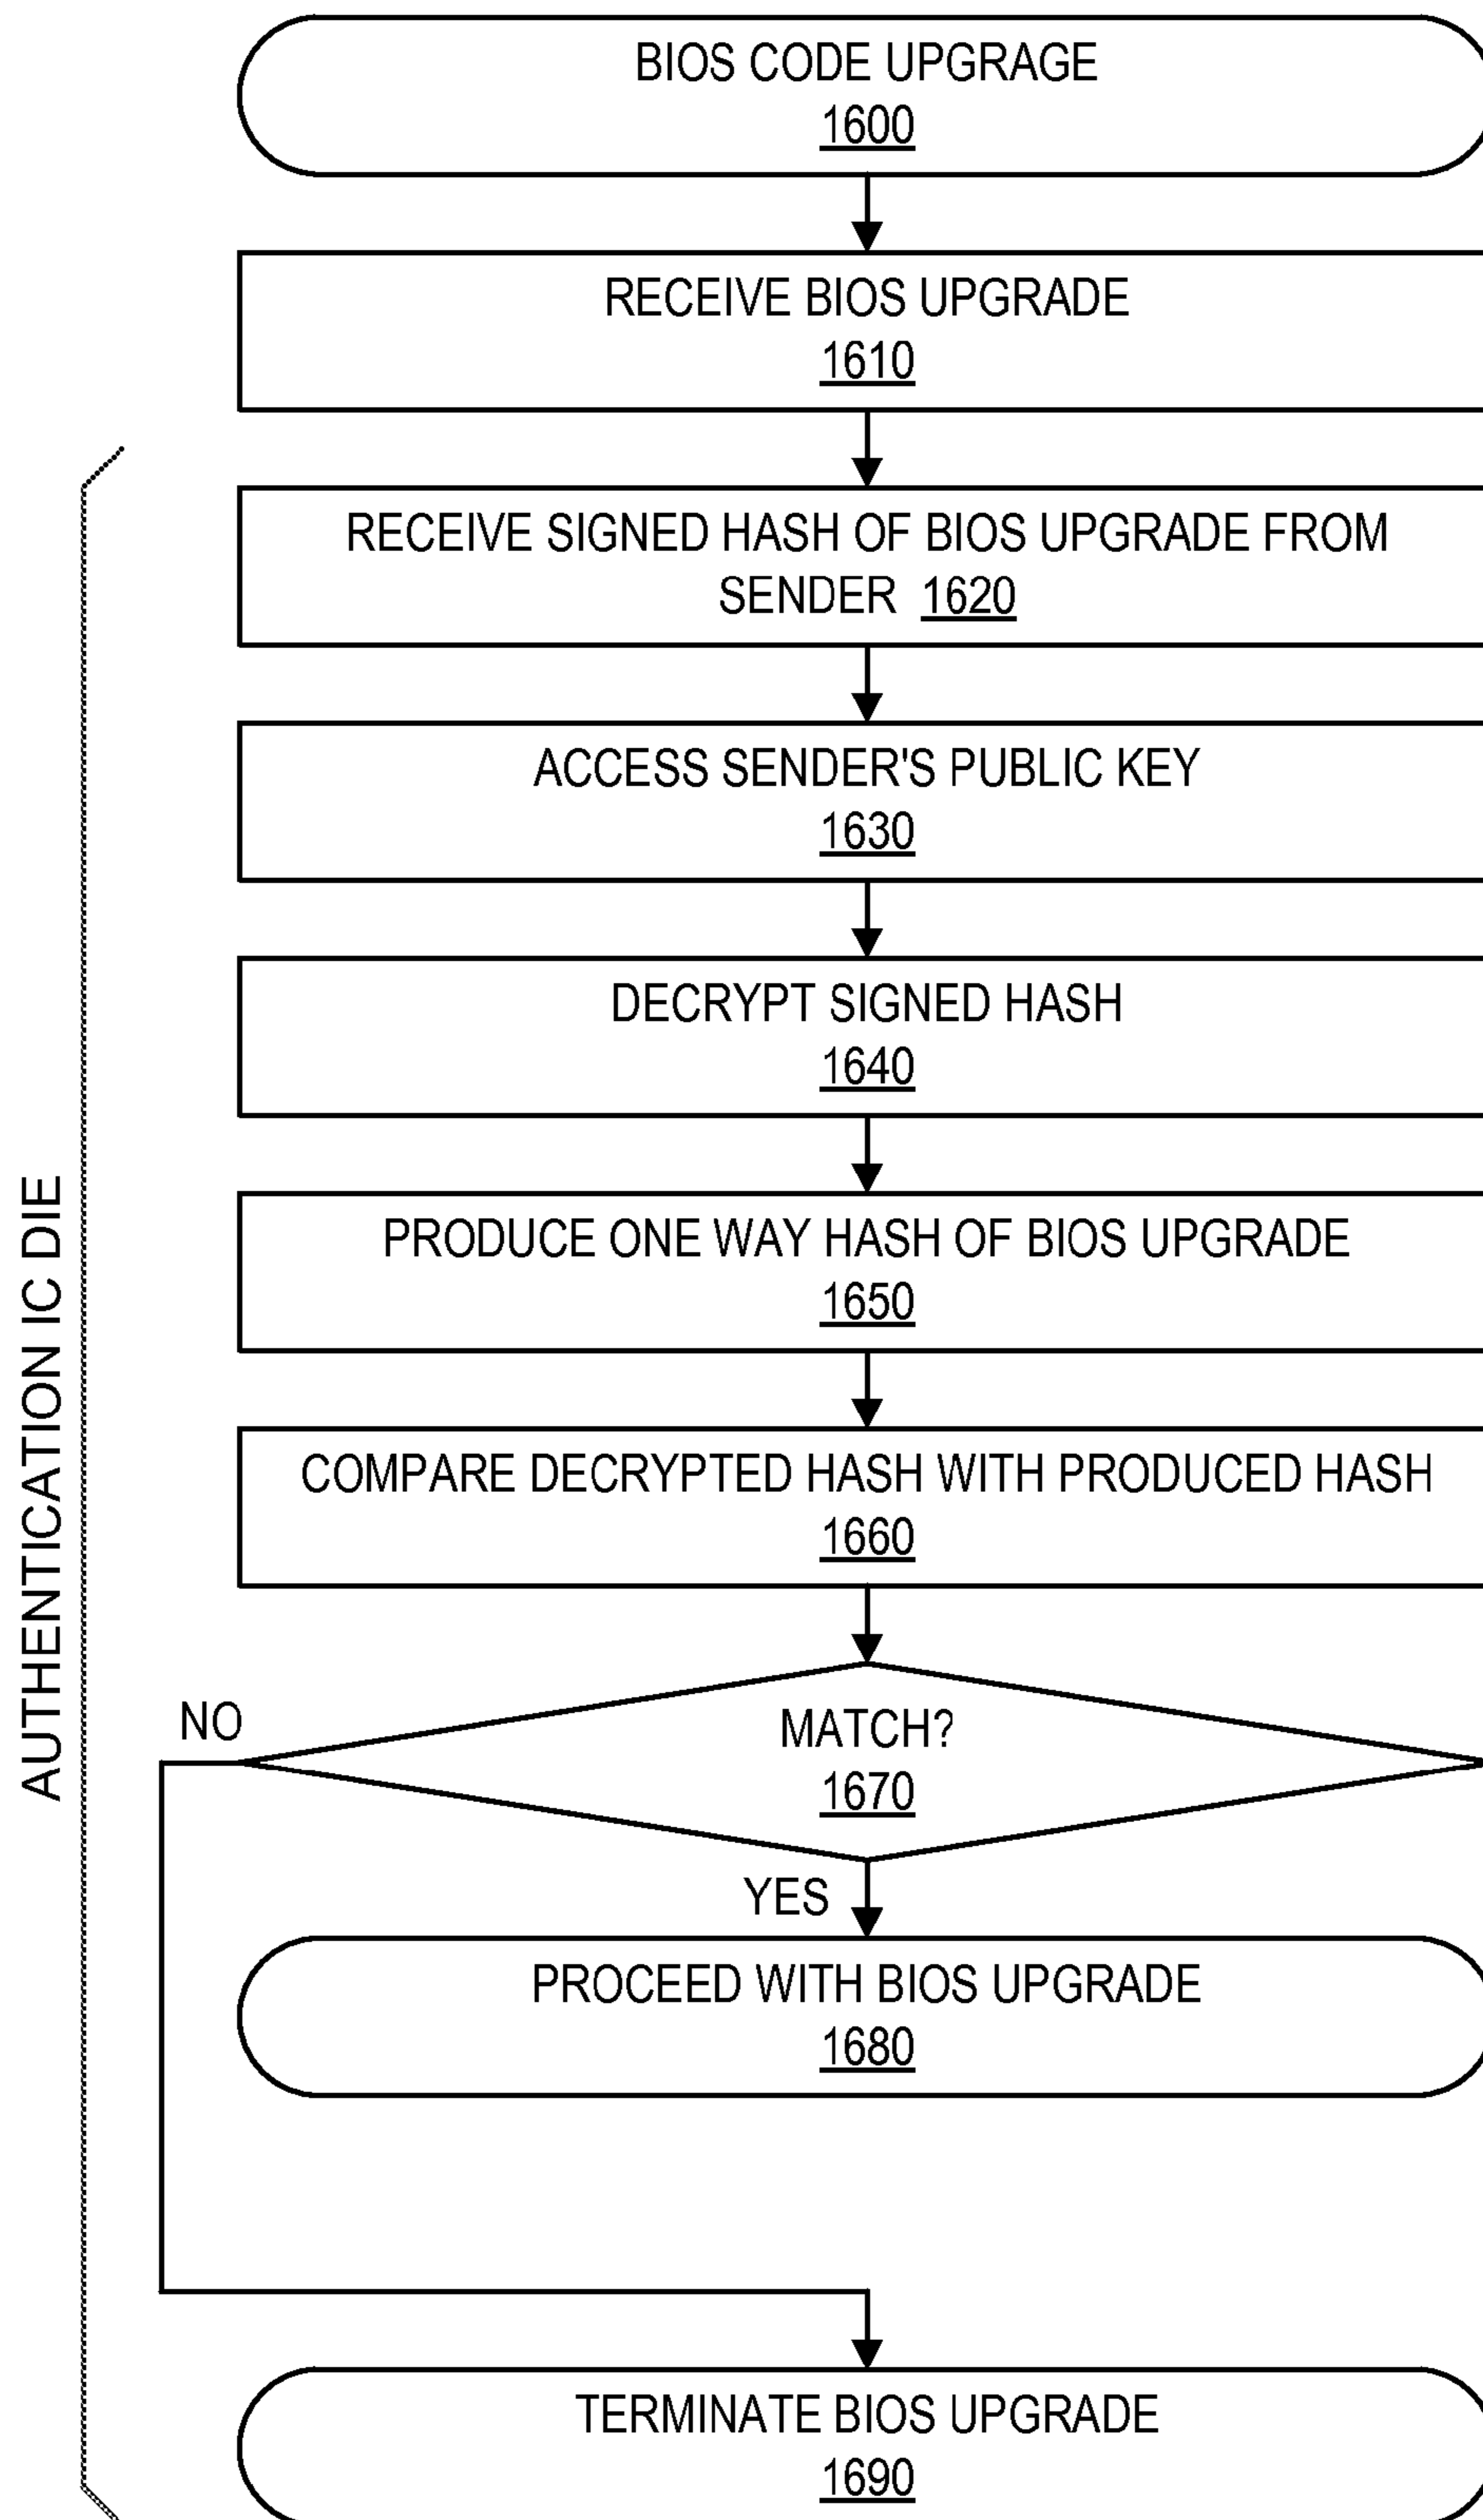 BIOS CODE UPGRAGE
1600
RECEIVE BIOS UPGRADE
1610
RECEIVE SIGNED HASH OF BIOS UPGRADE FROM
SENDER 1620
ACCESS SENDER'S PUBLIC KEY
1630
DECRYPT SIGNED HASH
1640
PRODUCE ONE WAY HASH OF BIOS UPGRADE
1650
COMPARE DECRYPTED HASH WITH PRODUCED HASH
1660
MATCH?
1670
NO
YES
PROCEED WITH BIOS UPGRADE
1680
TERMINATE BIOS UPGRADE
1690
AUTHENTICATION IC DIE